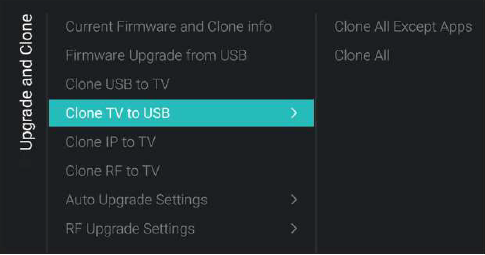 Upgrade and Clone
Current Firmware and Clone info
Firmware Upgrade from USB
Clone USB to TV
Clone TV to USB
Clone IP to TV
Clone RF to TV
Auto Upgrade Settings
RF Upgrade Settings
Clone All Except Apps
Clone All